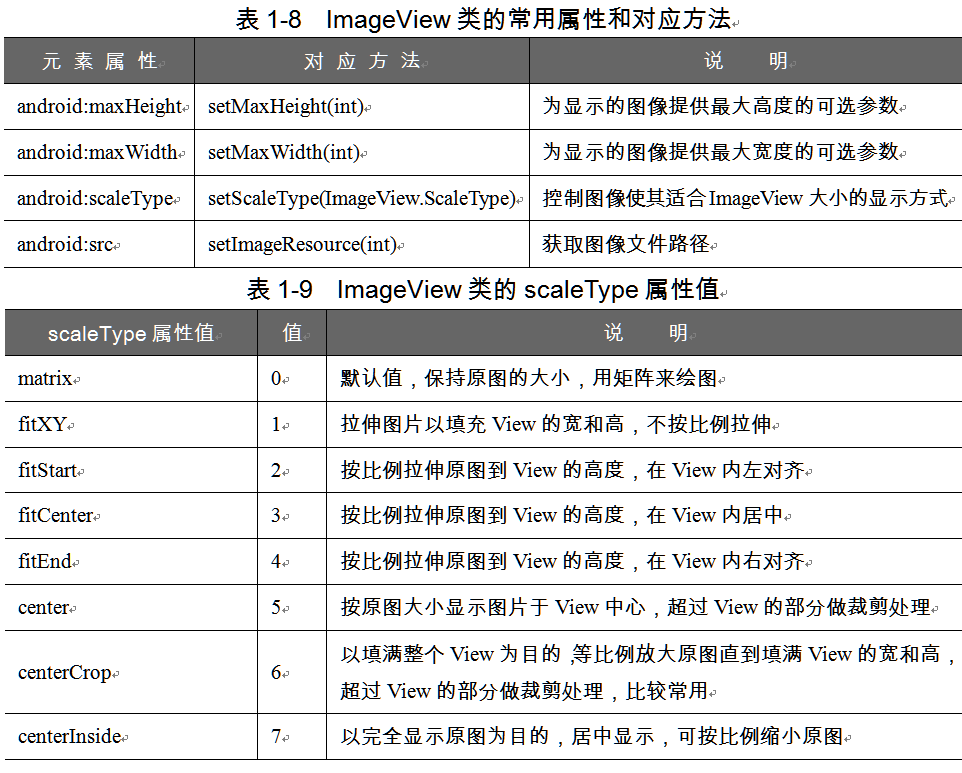 表 1-8 ImageView 类的常用属性和对应方法
元 素 属 性 对 应 方 法 说 明
android:maxHeight setMaxHeight(int) 为显示的图像提供最大高度的可选参数
android:maxWidth setMaxWidth(int) 为显示的图像提供最大宽度的可选参数
android:scaleType setScaleType(ImageView.ScaleType) 控制图像使其适合 ImageView 大小的显示方式
android:src setImageResource(int) 获取图像文件路径
表 1-9 ImageView 类的 scaleType 属性值
scaleType 属性值 值 说 明
matrix 0 默认值，保持原图的大小，用矩阵来绘图
fitXY 1 拉伸图片以填充 View 的宽和高，不按比例拉伸
fitStart 2 按比例拉伸原图到 View 的高度，在 View 内左对齐
fitCenter 3 按比例拉伸原图到 View 的高度，在 View 内居中
fitEnd 4 按比例拉伸原图到 View 的高度，在 View 内右对齐
center 5 按原图大小显示图片于 View 中心，超过 View 的部分做裁剪处理
centerCrop 6 以填满整个 View 为目的，等比例放大原图直到填满 View 的宽和高，
超过 View 的部分做裁剪处理，比较常用
centerInside 7 以完全显示原图为目的，居中显示，可按比例缩小原图